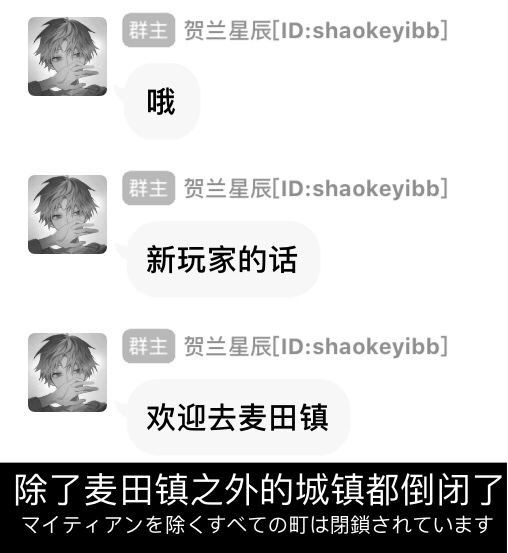 群主 贺兰星辰[ID:shaokeyibb]
哦
群主 贺兰星辰[ID:shaokeyibb]
新玩家的话
群主 贺兰星辰[ID:shaokeyibb]
欢迎去麦田镇
除了麦田镇之外的城镇都倒闭了
マイティアンを除くすべての町は閉鎖されています